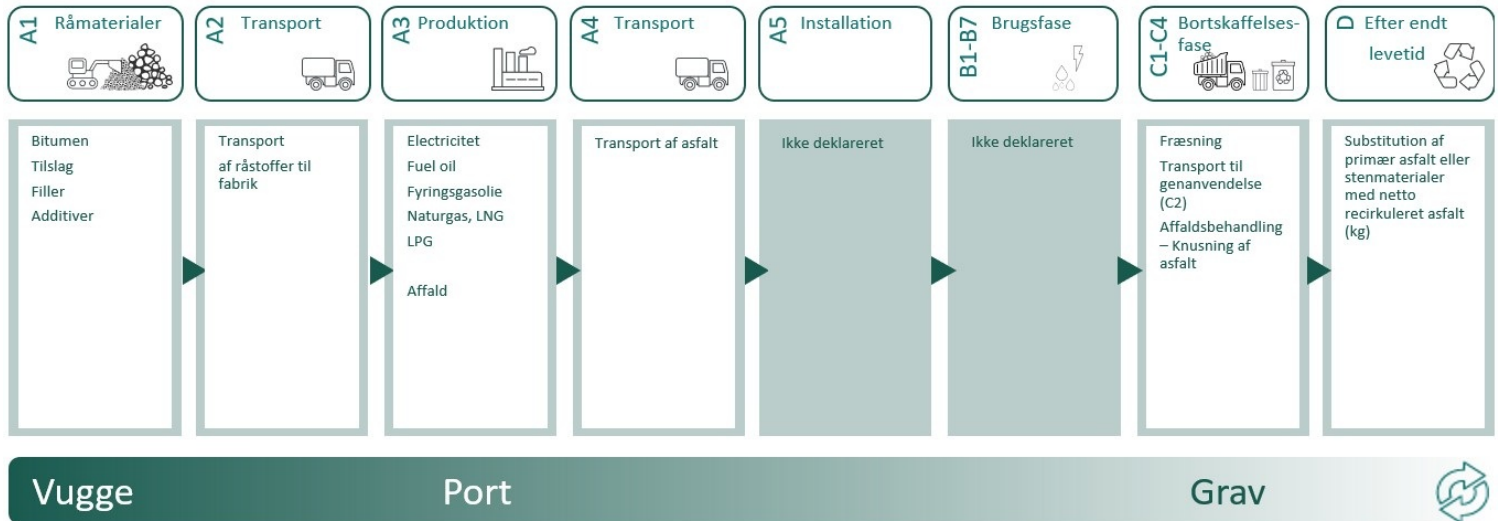 A1 Råmaterialer
A2 Transport
A3 Produktion
A4 Transport
A5 Installation
B1-B7 Brugsfase
C1-C4 Bortskaffelses-
fase
D Efter endt
levetid
Bitumen
Tilslag
Filler
Additiver
Transport
af råstoffer til
fabrik
Electricitet
Fuel oil
Fyringsgasolie
Naturgas, LNG
LPG
Affald
Transport af asfalt
Ikke deklareret
Ikke deklareret
Fræsning
Transport til
genanvendelse
(C2)
Affaldsbehandling
– Knusning af
asfalt
Substitution af
primær asfalt eller
stenmaterialer
med netto
recirkuleret asfalt
(kg)
Vugge
Port
Grav